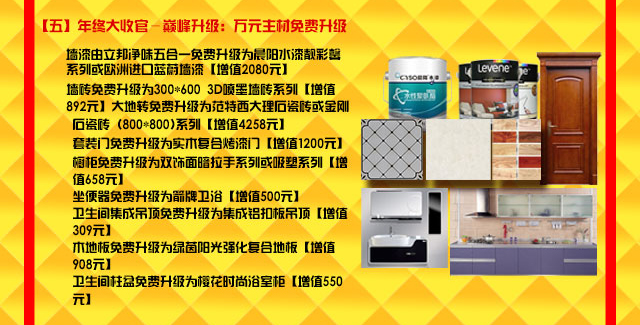 【五】年终大收官－巅峰升级：万元主材免费升级
墙漆由立邦净味五合一免费升级为晨阳水漆靓彩馨
系列或欧洲进口蓝蔚墙漆【增值2080元】
墙砖免费升级为300*600 3D喷墨墙砖系列【增值
892元】大地转免费升级为范特西大理石瓷砖或金刚
石瓷砖（800*800)系列【增值4258元】
套装门免费升级为实木复合烤漆门【增值1200元】
橱柜免费升级为双饰面暗拉手系列或吸塑系列【增
值658元】
坐便器免费升级为箭牌卫浴【增值500元】
卫生间集成吊顶免费升级为集成铝扣板吊顶【增值
309元】
木地板免费升级为绿茵阳光强化复合地板【增值
908元】
卫生间柱盆免费升级为樱花时尚浴室柜【增值550
元】
Levene
水性聚氨酯